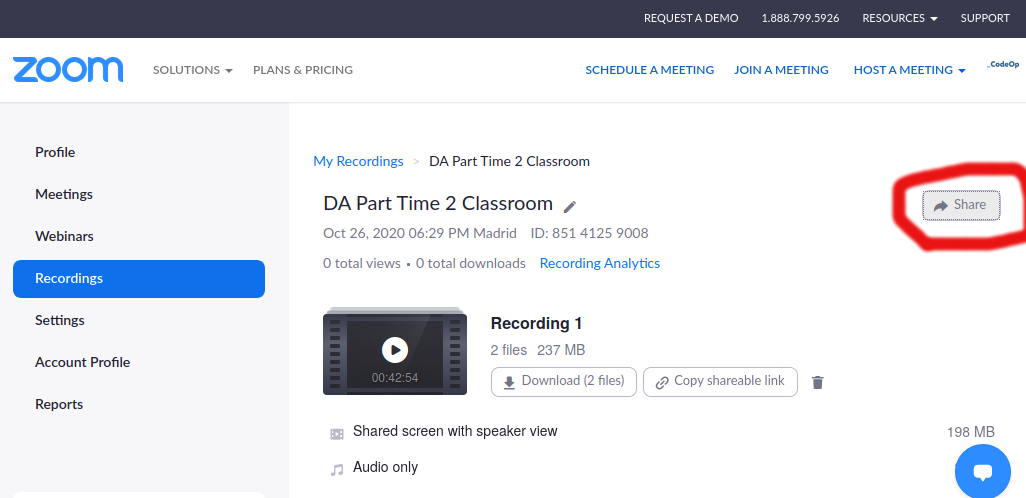 REQUEST A DEMO 1.888.799.5926 RESOURCES SUPPORT
zoom SOLUTIONS PLANS & PRICING SCHEDULE A MEETING JOIN A MEETING HOST A MEETING _CodeOp
Profile
Meetings
Webinars
Recordings
Settings
Account Profile
Reports
My Recordings > DA Part Time 2 Classroom
DA Part Time 2 Classroom
Share
Oct 26, 2020 06:29 PM Madrid ID: 851 4125 9008
0 total views • 0 total downloads Recording Analytics
00:42:54
Recording 1
2 files 237 MB
Download (2 files) Copy shareable link
Shared screen with speaker view 198 MB
Audio only